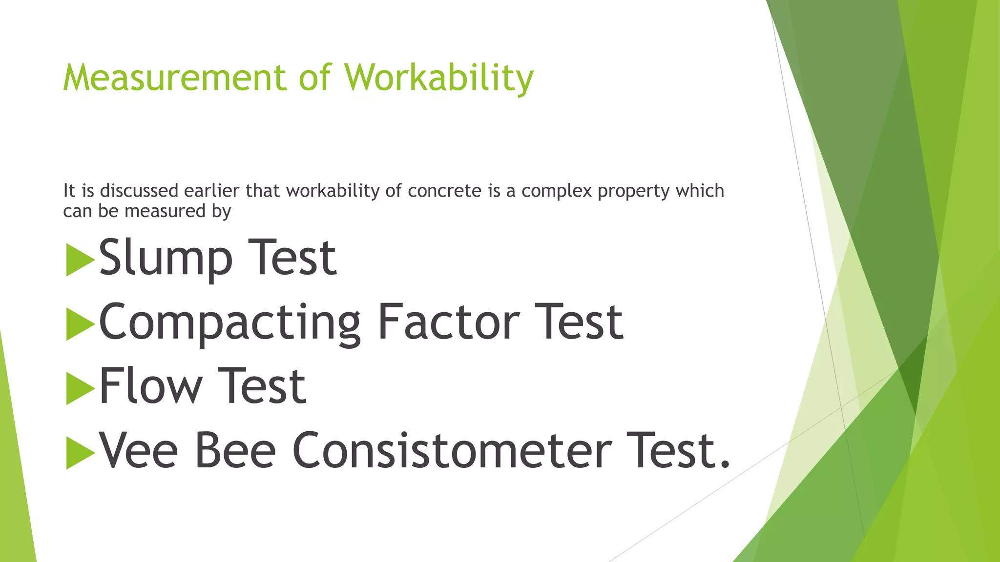 Measurement of Workability
It is discussed earlier that workability of concrete is a complex property which
can be measured by
Slump Test
Compacting Factor Test
Flow Test
Vee Bee Consistometer Test.